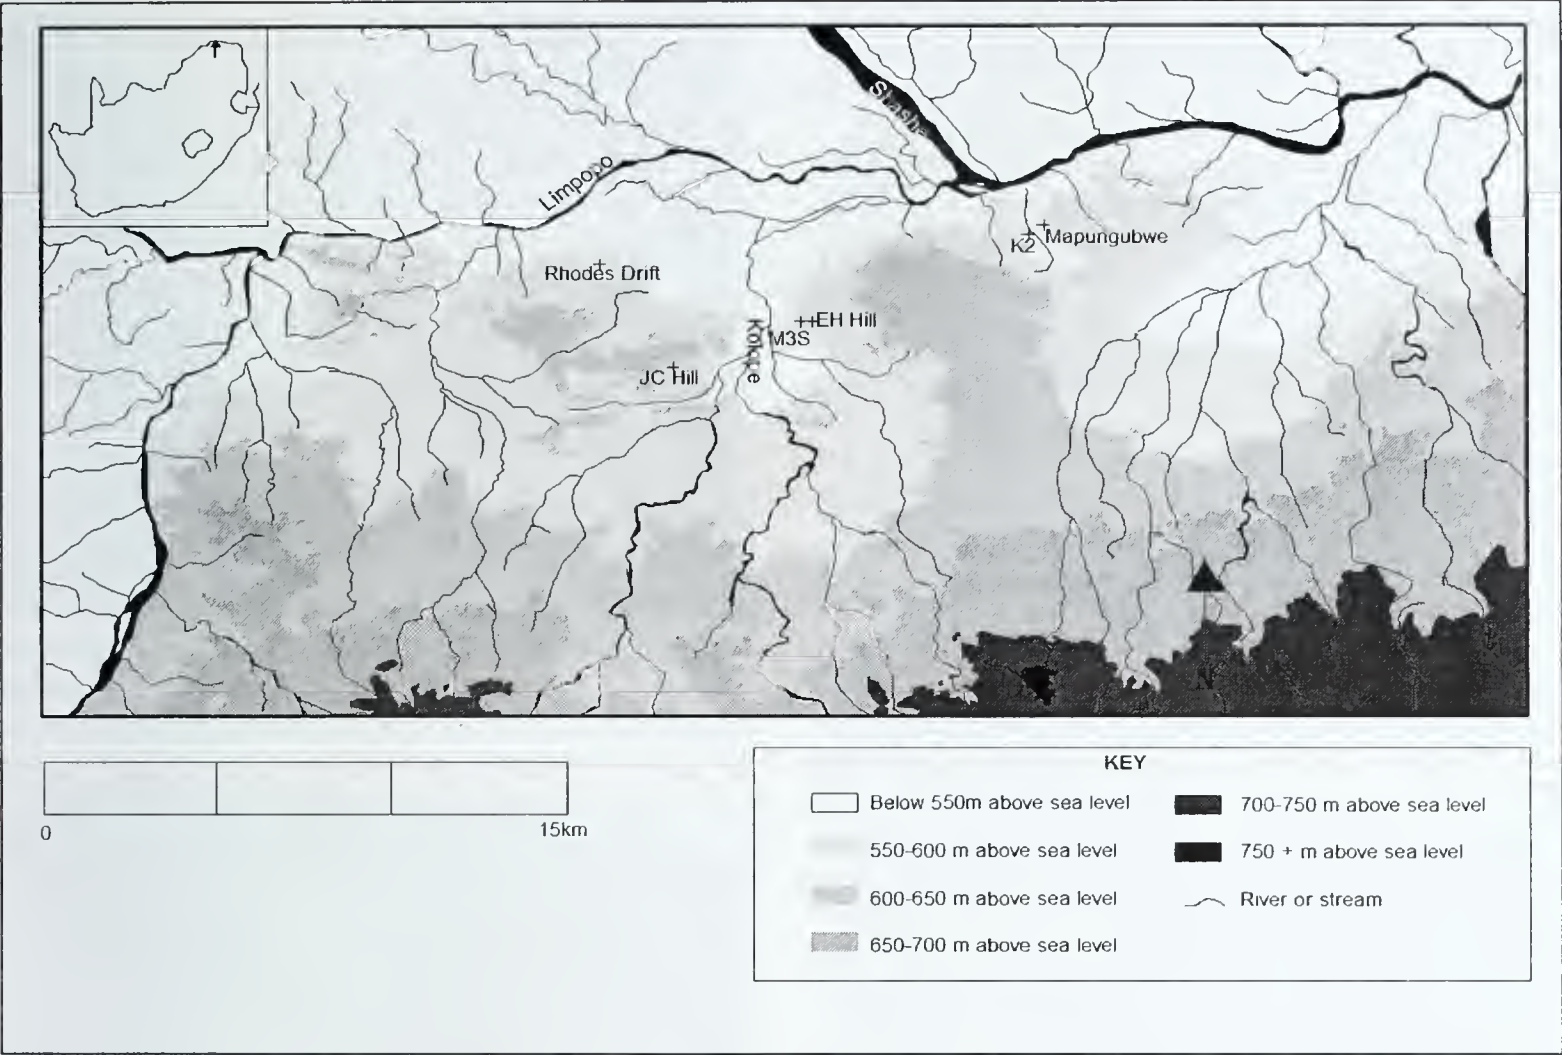 Shashe
Limpopo
K2
Mapungubwe
Rhodes Drift
EH Hill
M3S
Kolope
JC Hill
N
0
15km
KEY
Below 550m above sea level
550-600 m above sea level
600-650 m above sea level
650-700 m above sea level
700-750 m above sea level
750 + m above sea level
River or stream